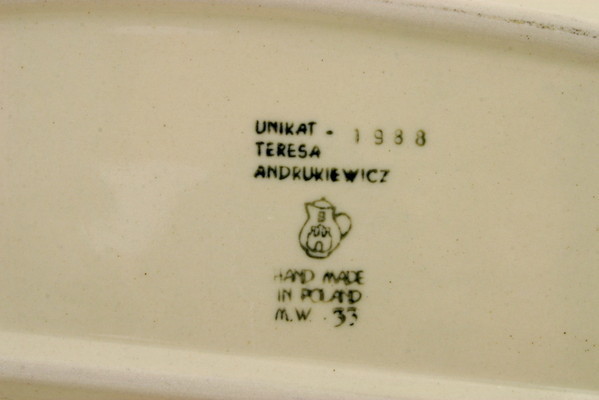 UNIKAT - 1988
TERESA
ANDRUKIEWICZ
B
HAND MADE
IN POLAND
M.W. 33